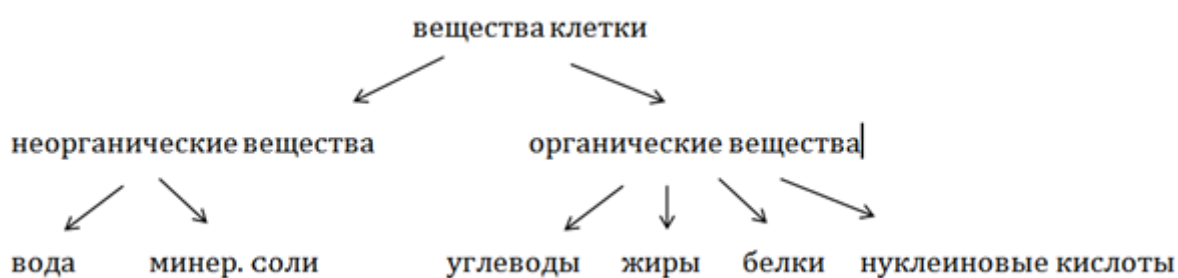 вещества клетки
неорганические вещества органические вещества
вода минер. соли углеводы жиры белки нуклеиновые кислоты